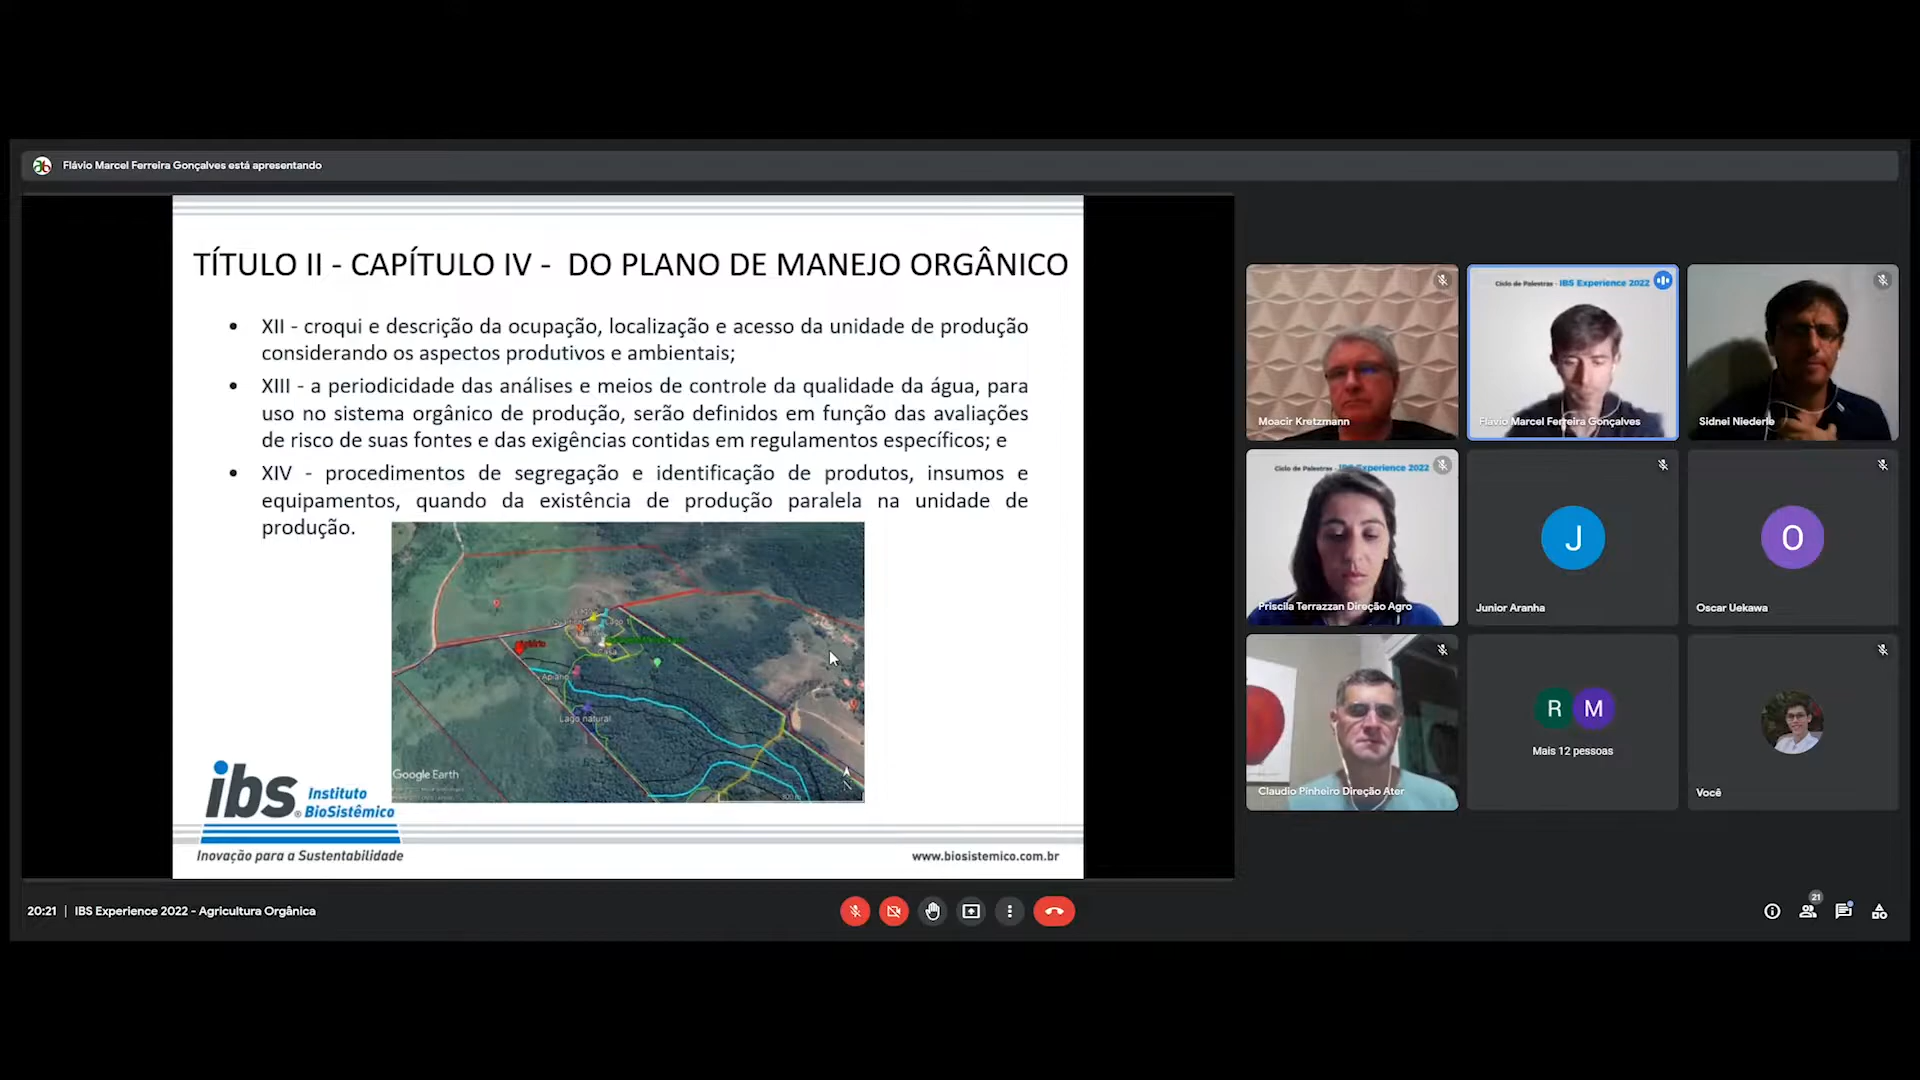 Flávio Marcel Ferreira Gonçalves está apresentando
TÍTULO II - CAPÍTULO IV - DO PLANO DE MANEJO ORGÂNICO
• XII - croqui e descrição da ocupação, localização e acesso da unidade de produção
considerando os aspectos produtivos e ambientais;
• XIII - a periodicidade das análises e meios de controle da qualidade da água, para
uso no sistema orgânico de produção, serão definidos em função das avaliações
de risco de suas fontes e das exigências contidas em regulamentos específicos; e
• XIV - procedimentos de segregação e identificação de produtos, insumos e
equipamentos, quando da existência de produção paralela na unidade de
produção.
Lago 1
Casa
Apiário
Lago natural
Google Earth
ibs® Instituto
BioSistêmico
Inovação para a Sustentabilidade
www.biosistemico.com.br
Moacir Kretzmann
Ciclo de Palestras - IBS Experience 2022
Flávio Marcel Ferreira Gonçalves
Sidnei Niederle
Ciclo de Palestras - IBS Experience 2022
Priscila Terrazzan Direção Agro
J
Junior Aranha
O
Oscar Uekawa
Claudio Pinheiro Direção Ater
R M
Mais 12 pessoas
Você
20:21 | IBS Experience 2022 - Agricultura Orgânica
21